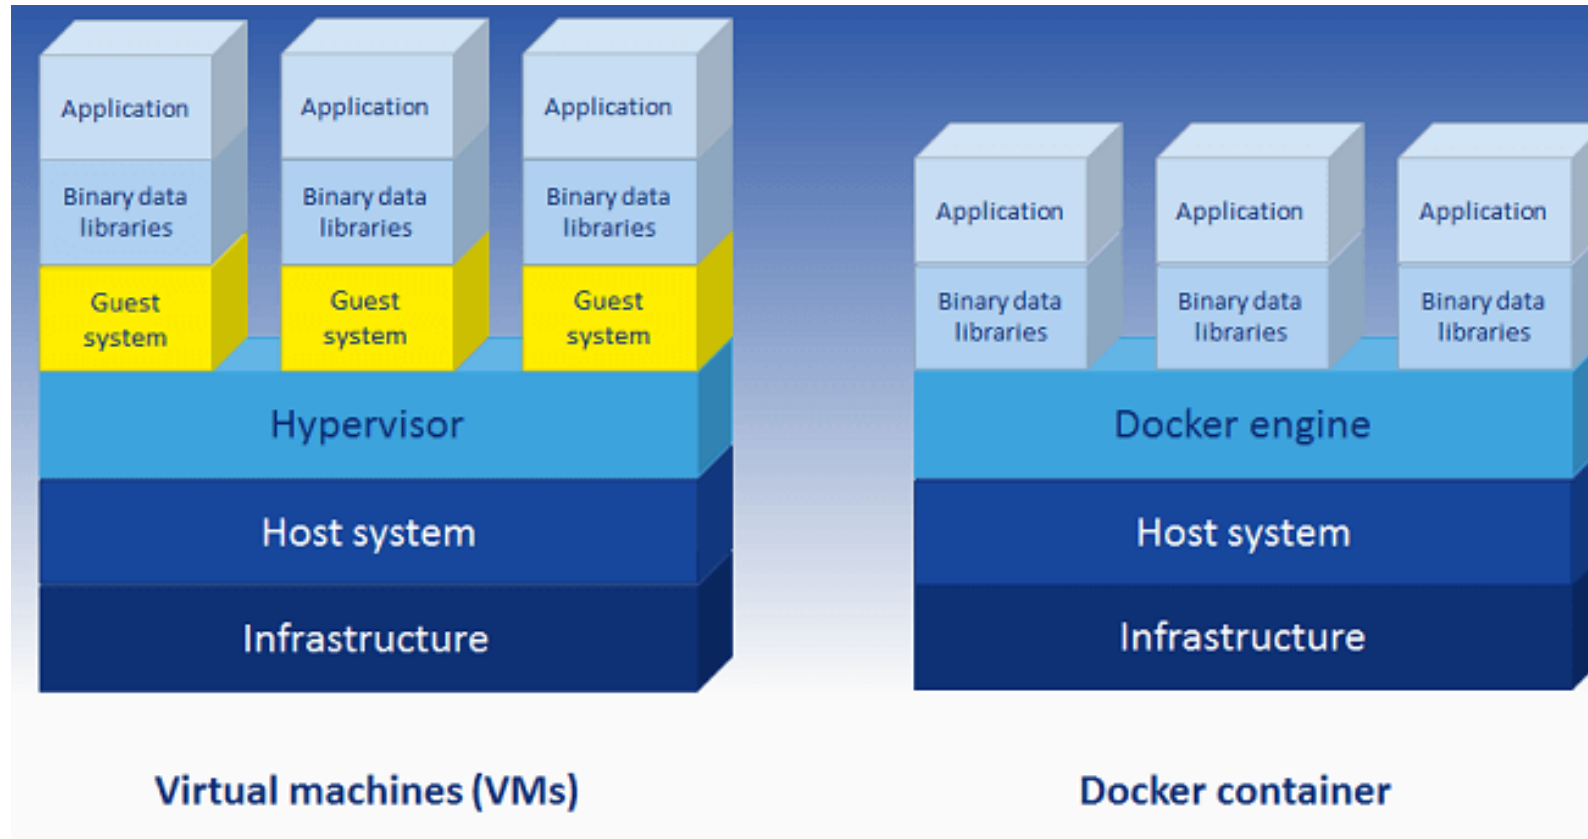 Application
Binary data
libraries
Guest
system
Application
Binary data
libraries
Guest
system
Application
Binary data
libraries
Guest
system
Hypervisor
Host system
Infrastructure
Virtual machines (VMs)
Application
Binary data
libraries
Application
Binary data
libraries
Application
Binary data
libraries
Docker engine
Host system
Infrastructure
Docker container